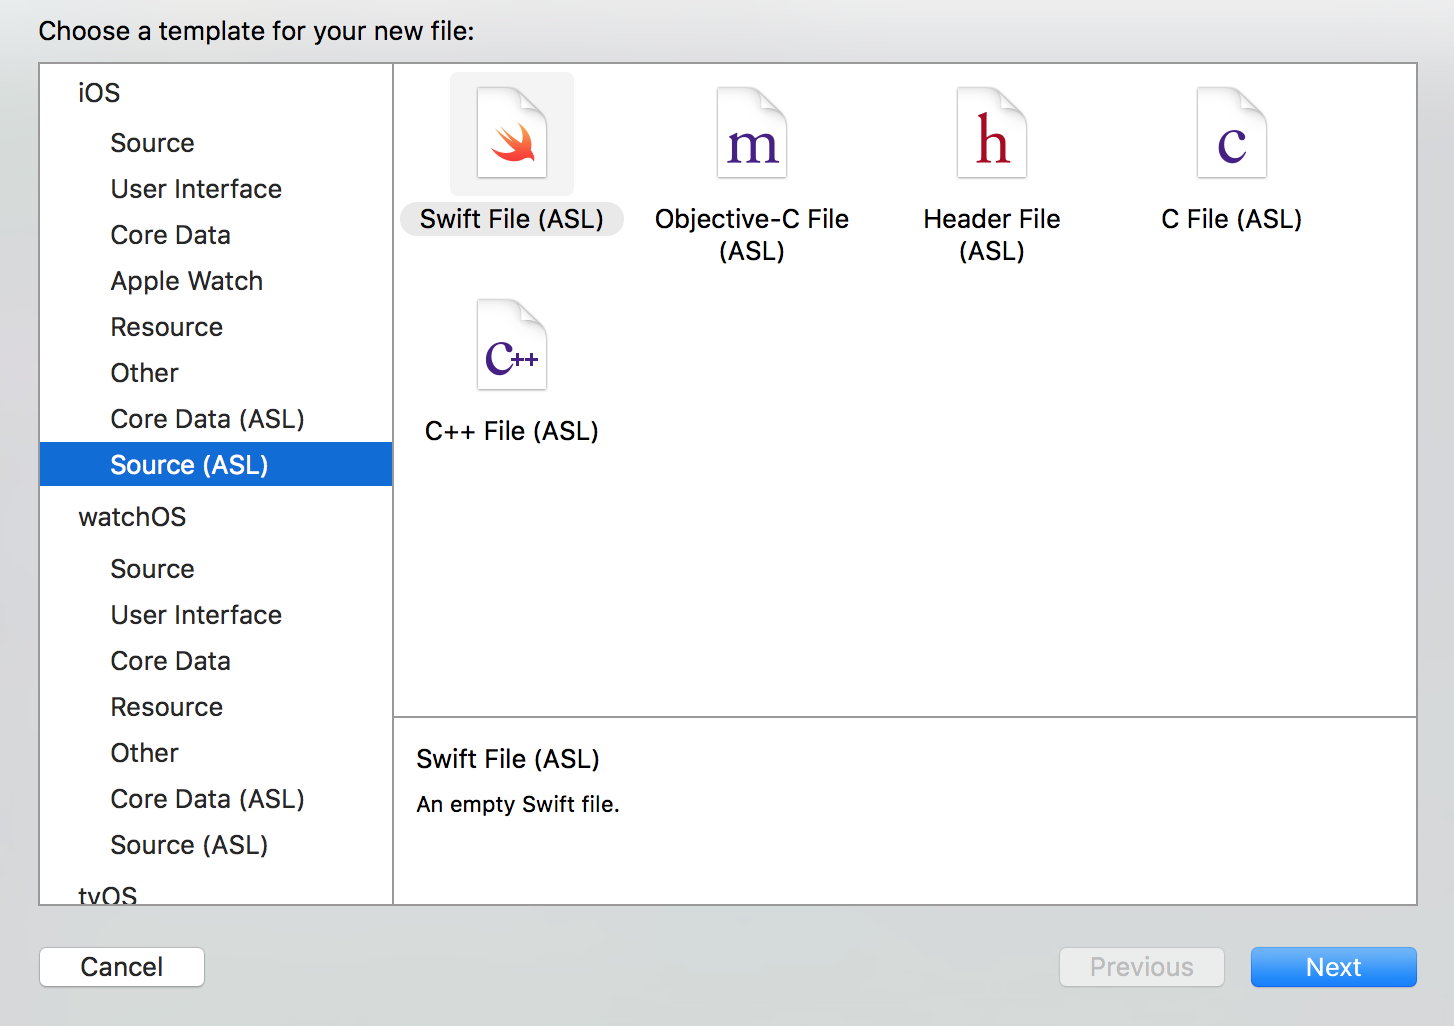 Choose a template for your new file:
iOS
Source
User Interface
Core Data
Apple Watch
Resource
Other
Core Data (ASL)
Source (ASL)
watchOS
Source
User Interface
Core Data
Resource
Other
Core Data (ASL)
Source (ASL)
tvOS
m
h
c
Swift File (ASL)
Objective-C File
(ASL)
Header File
(ASL)
C File (ASL)
C++
C++ File (ASL)
Swift File (ASL)
An empty Swift file.
Cancel
Previous
Next